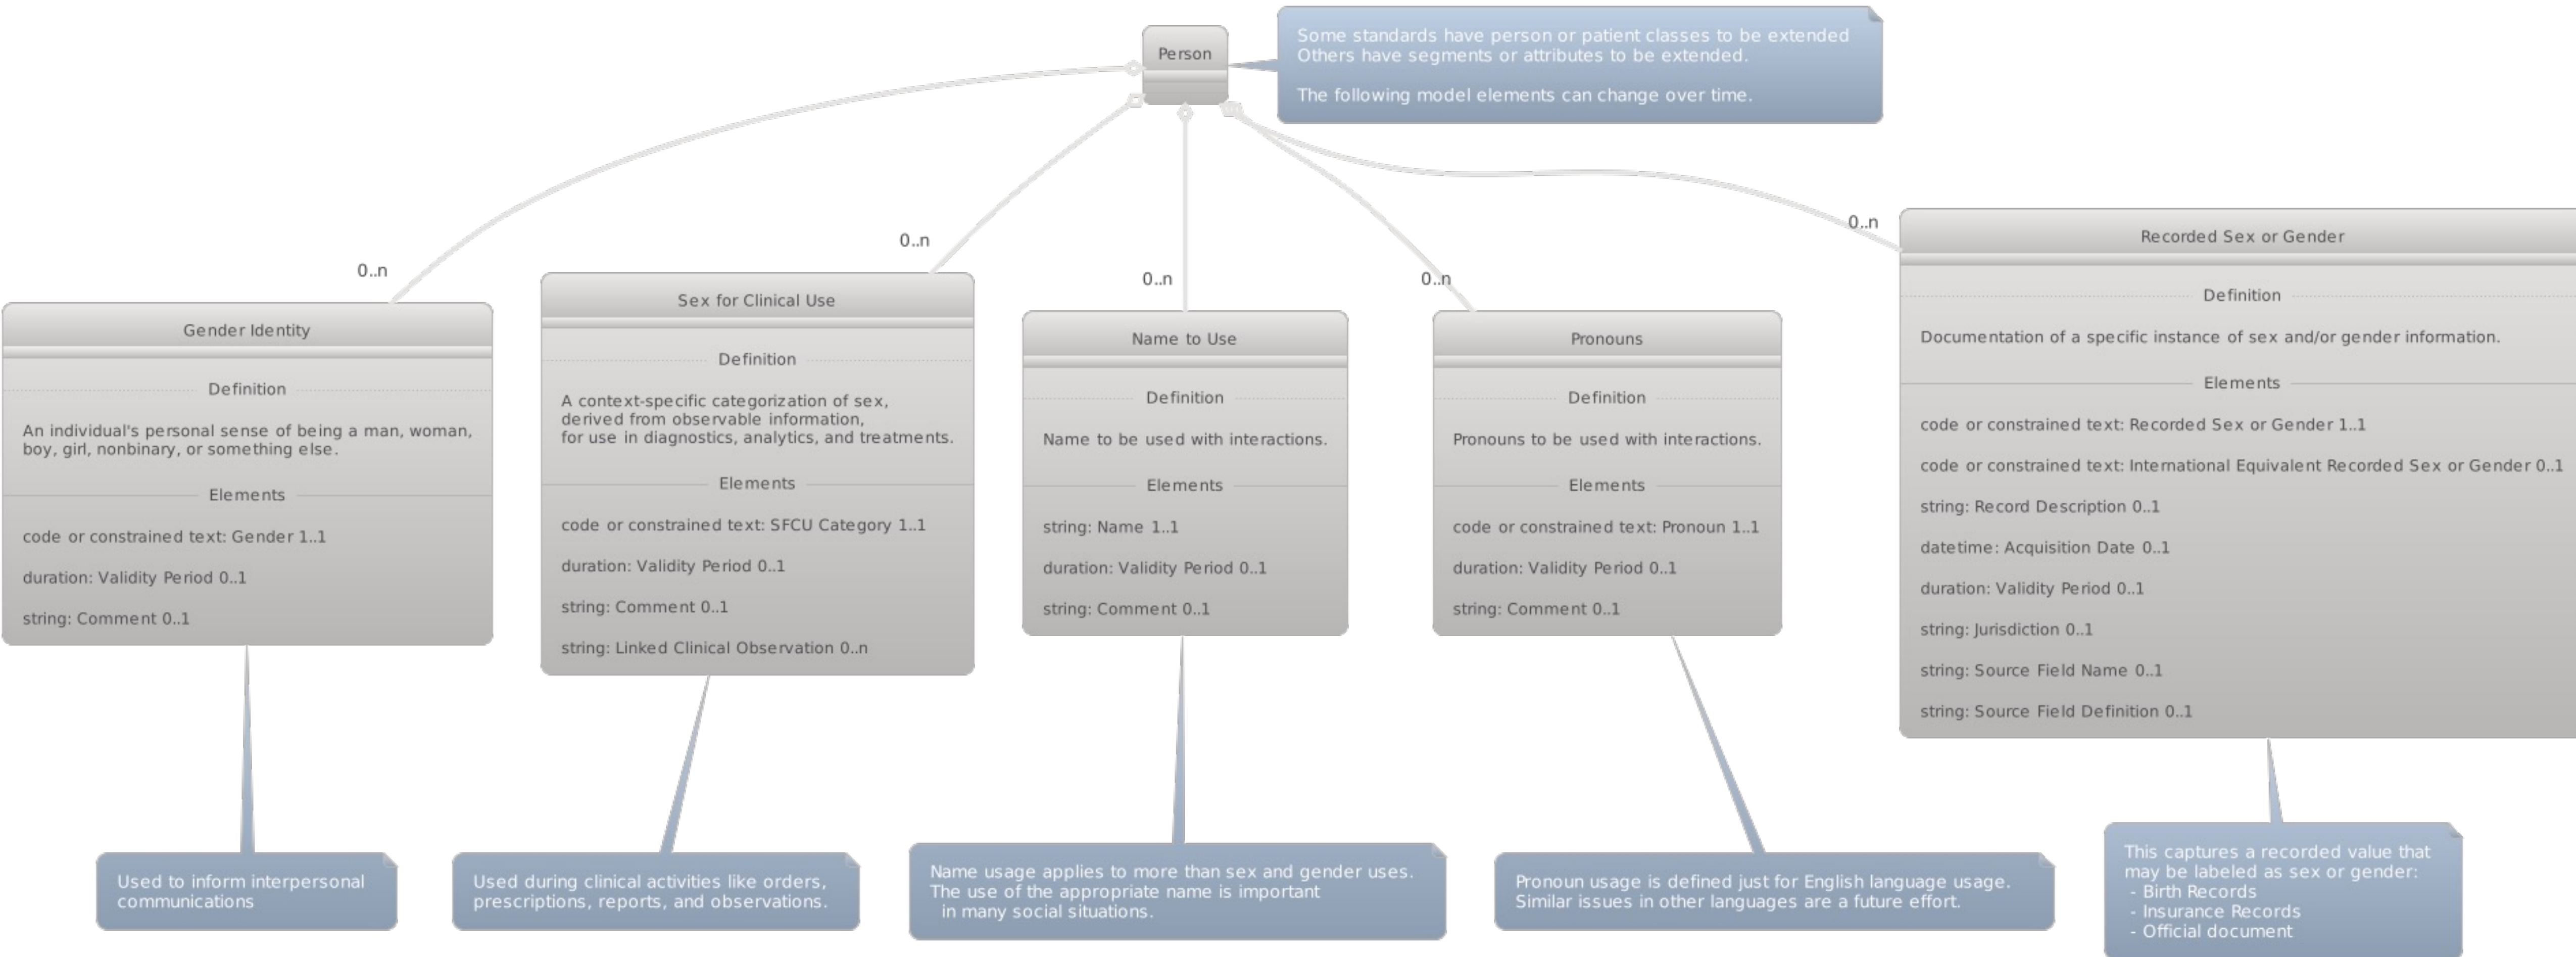 Person
Some standards have person or patient classes to be extended
Others have segments or attributes to be extended.
The following model elements can change over time.
0..n
0..n
0..n
0..n
0..n
Gender Identity
Definition
An individual's personal sense of being a man, woman,
boy, girl, nonbinary, or something else.
Elements
code or constrained text: Gender 1..1
duration: Validity Period 0..1
string: Comment 0..1
Sex for Clinical Use
Definition
A context-specific categorization of sex,
derived from observable information,
for use in diagnostics, analytics, and treatments.
Elements
code or constrained text: SFCU Category 1..1
duration: Validity Period 0..1
string: Comment 0..1
string: Linked Clinical Observation 0..n
Name to Use
Definition
Name to be used with interactions.
Elements
string: Name 1..1
duration: Validity Period 0..1
string: Comment 0..1
Pronouns
Definition
Pronouns to be used with interactions.
Elements
code or constrained text: Pronoun 1..1
duration: Validity Period 0..1
string: Comment 0..1
Recorded Sex or Gender
Definition
Documentation of a specific instance of sex and/or gender information.
Elements
code or constrained text: Recorded Sex or Gender 1..1
code or constrained text: International Equivalent Recorded Sex or Gender 0..1
string: Record Description 0..1
datetime: Acquisition Date 0..1
duration: Validity Period 0..1
string: Jurisdiction 0..1
string: Source Field Name 0..1
string: Source Field Definition 0..1
Used to inform interpersonal
communications
Used during clinical activities like orders,
prescriptions, reports, and observations.
Name usage applies to more than sex and gender uses.
The use of the appropriate name is important
in many social situations.
Pronoun usage is defined just for English language usage.
Similar issues in other languages are a future effort.
This captures a recorded value that
may be labeled as sex or gender:
- Birth Records
- Insurance Records
- Official document